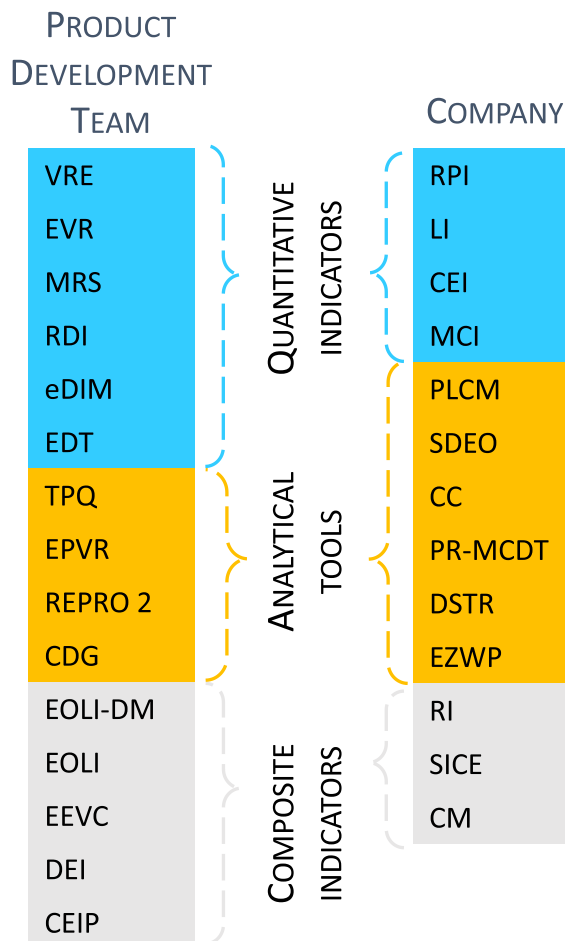 PRODUCT
DEVELOPMENT
TEAM
VRE
EVR
MRS
RDI
eDIM
EDT
TPQ
EPVR
REPRO 2
CDG
EOLI-DM
EOLI
EEVC
DEI
CEIP
QUANTITATIVE
INDICATORS
ANALYTICAL
TOOLS
COMPOSITE
INDICATORS
COMPANY
RPI
LI
CEI
MCI
PLCM
SDEO
CC
PR-MCDT
DSTR
EZWP
RI
SICE
CM